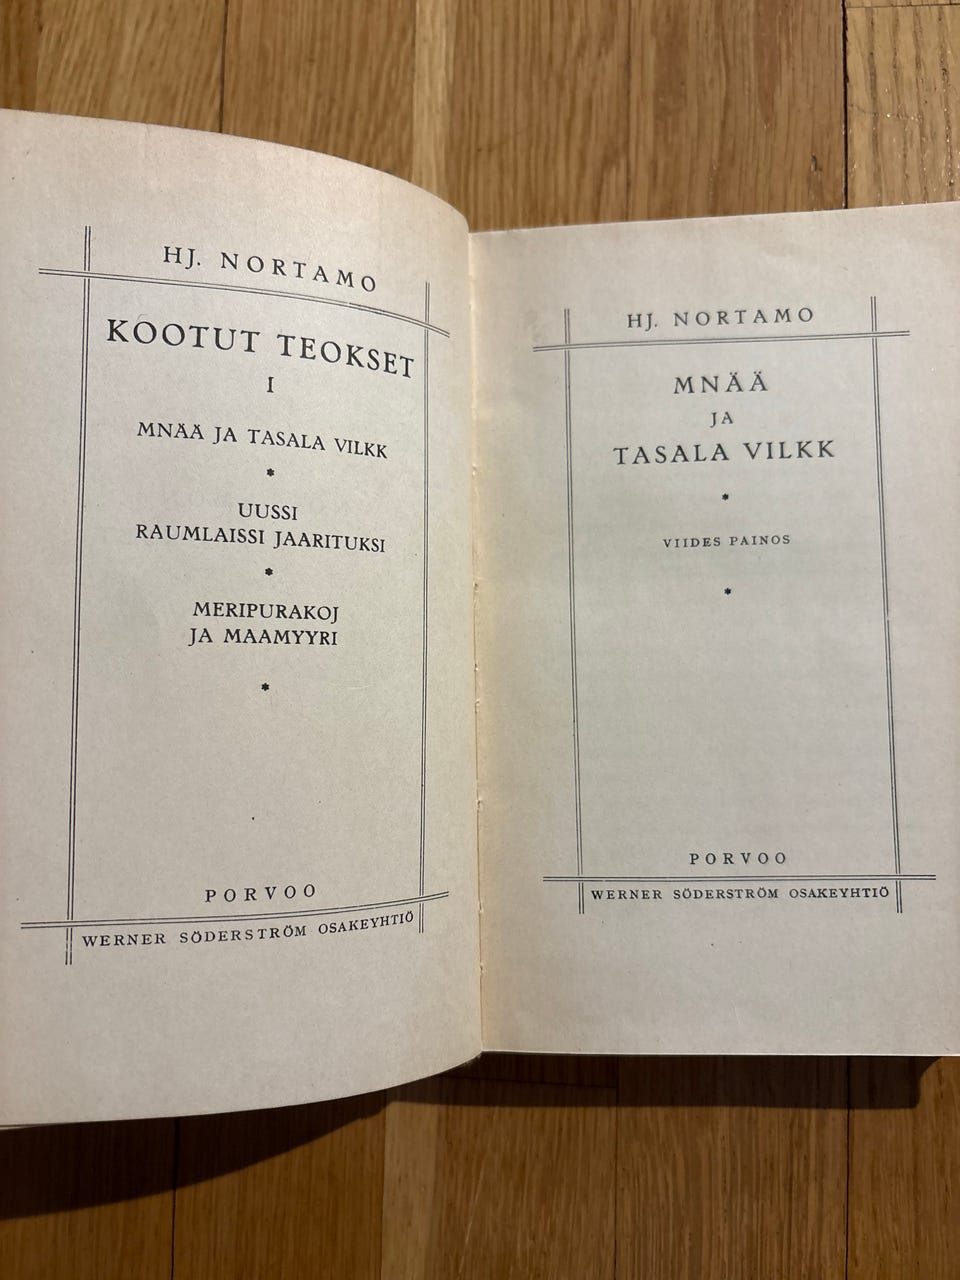 HJ. NORTAMO
KOOTUT TEOKSET
I
MNÄÄ JA TASALA VILKK
*
UUSSI
RAUMLAISSI JAARITUKSI
*
MERIPURAKOJ
JA MAAMYYRI
*
PORVOO
WERNER SÖDERSTRÖM OSAKEYHTIÖ
HJ. NORTAMO
MNÄÄ
JA
TASALA VILKK
*
VIIDES PAINOS
*
PORVOO
WERNER SÖDERSTRÖM OSAKEYHTIÖ